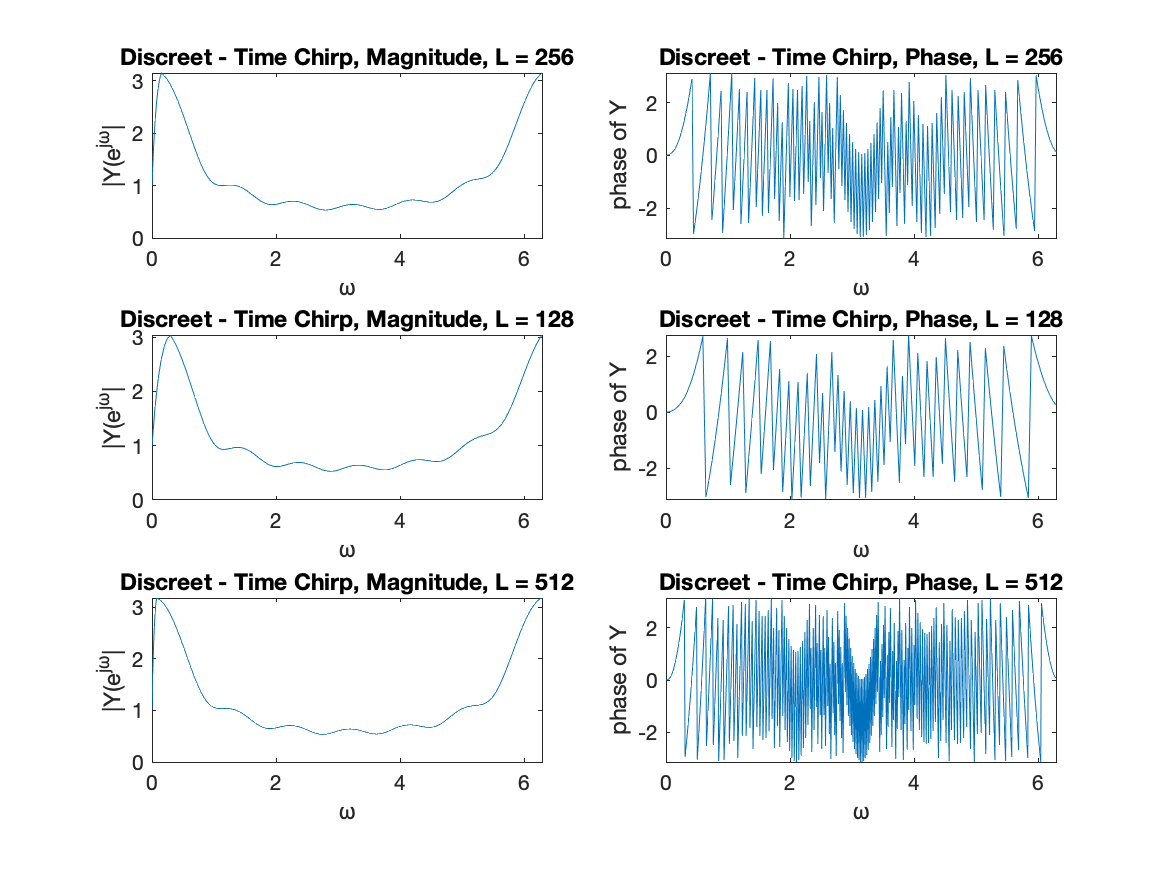 Discreet - Time Chirp, Magnitude, L = 256
|Y(e^{jω}|
3
2
1
0
0 2 4 6
ω
Discreet - Time Chirp, Phase, L = 256
phase of Y
2
0
-2
0 2 4 6
ω
Discreet - Time Chirp, Magnitude, L = 128
|Y(e^{jω}|
3
2
1
0
0 2 4 6
ω
Discreet - Time Chirp, Phase, L = 128
phase of Y
2
0
-2
0 2 4 6
ω
Discreet - Time Chirp, Magnitude, L = 512
|Y(e^{jω}|
3
2
1
0
0 2 4 6
ω
Discreet - Time Chirp, Phase, L = 512
phase of Y
2
0
-2
0 2 4 6
ω